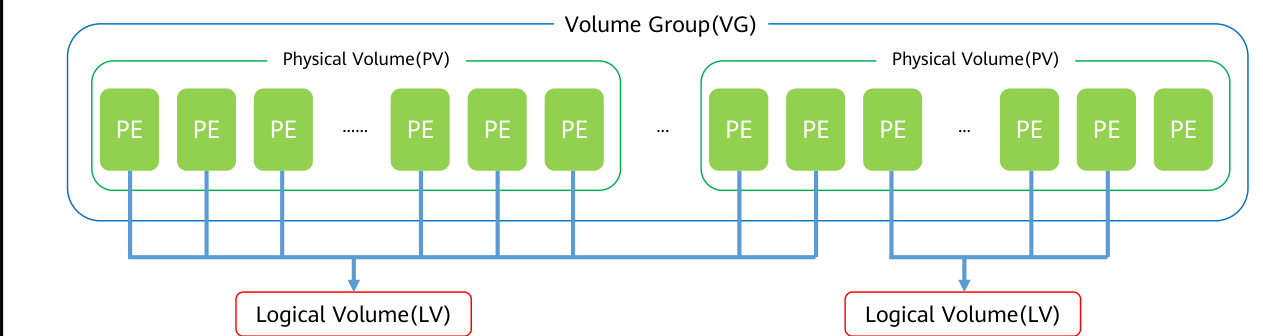 Volume Group(VG)
Physical Volume(PV) Physical Volume(PV)
PE PE PE ...... PE PE PE ... PE PE PE ... PE PE PE
Logical Volume(LV) Logical Volume(LV)